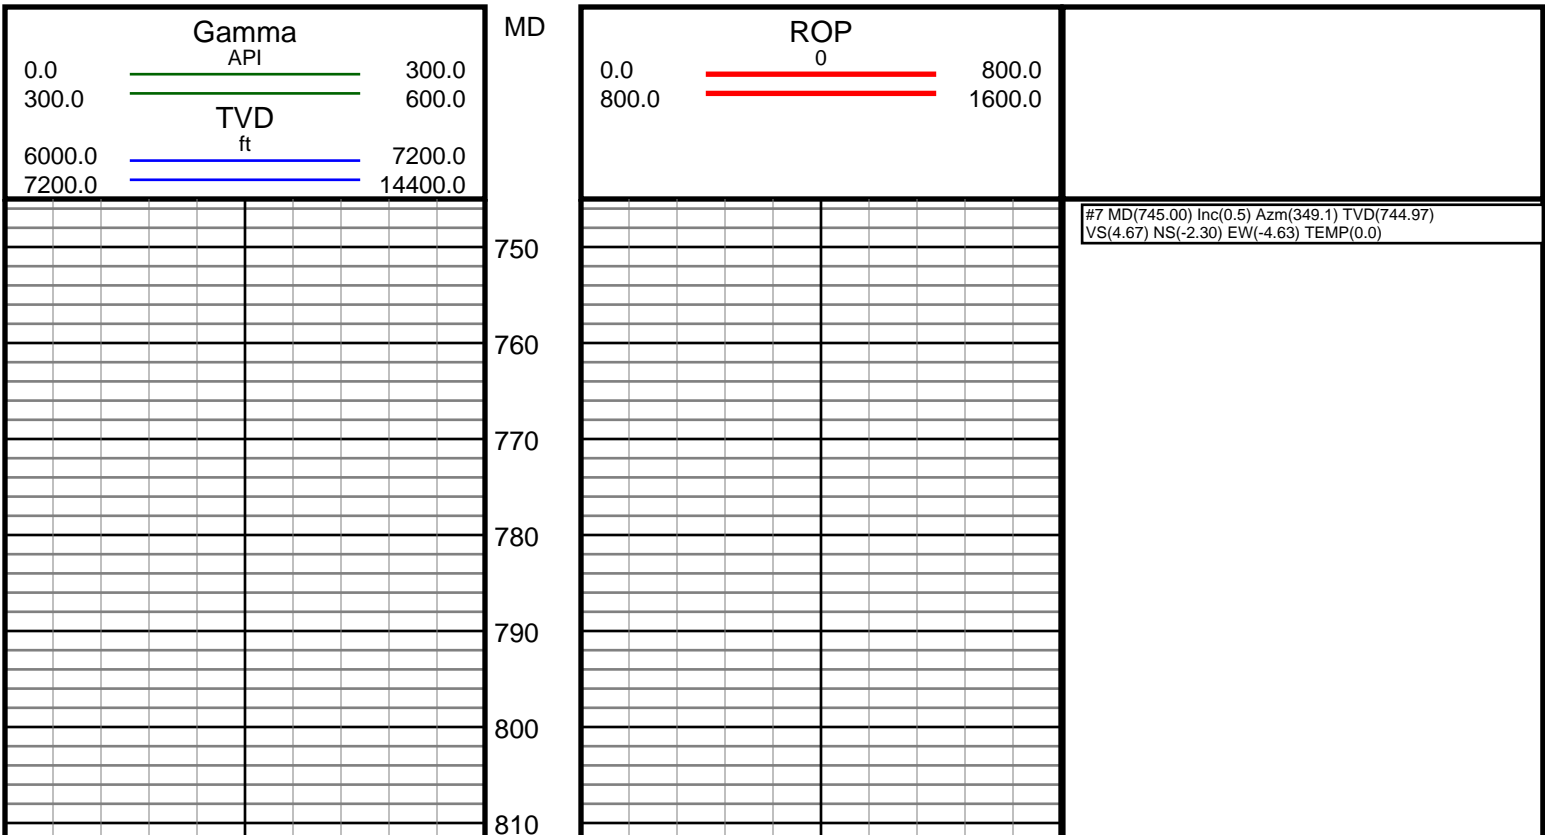 Gamma
API
0.0 300.0
300.0 600.0
TVD
ft
6000.0 7200.0
7200.0 14400.0
MD
ROP
0
0.0 800.0
800.0 1600.0
#7 MD(745.00) Inc(0.5) Azm(349.1) TVD(744.97)
VS(4.67) NS(-2.30) EW(-4.63) TEMP(0.0)
750
760
770
780
790
800
810